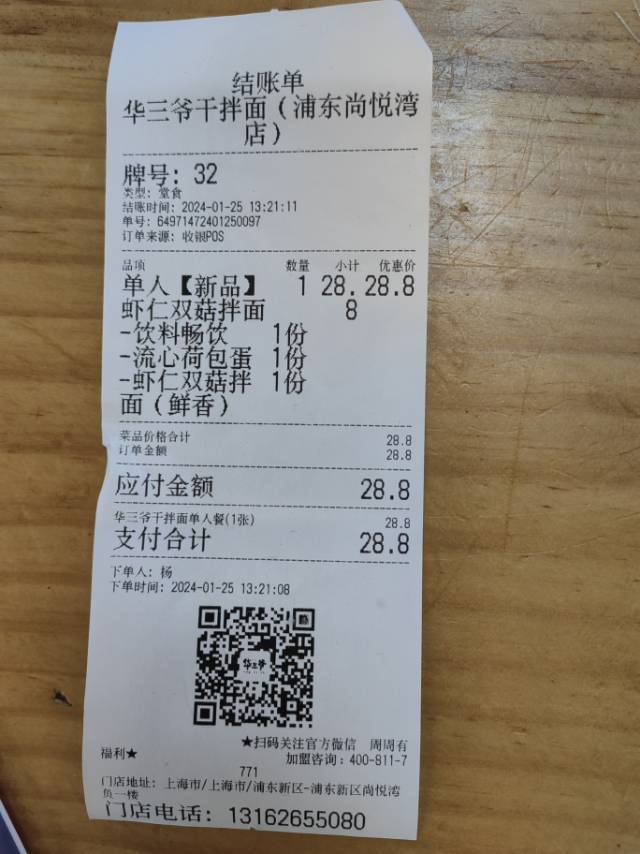 结账单
华三爷干拌面（浦东尚悦湾
店）
牌号: 32
类型: 堂食
结账时间: 2024-01-25 13:21:11
单号: 64971472401250097
订单来源: 收银POS
品项 数量 小计 优惠价
单人【新品】 1 28. 28.8
虾仁双菇拌面 8
-饮料畅饮 1份
-流心荷包蛋 1份
-虾仁双菇拌 1份
面（鲜香）
菜品价格合计 28.8
订单金额 28.8
应付金额 28.8
华三爷干拌面单人餐(1张) 28.8
支付合计 28.8
下单人: 杨
下单时间: 2024-01-25 13:21:08
华三爷
★扫码关注官方微信 周周有
福利★ 加盟咨询: 400-811-7
771
门店地址: 上海市/上海市/浦东新区-浦东新区尚悦湾
负一楼
门店电话: 13162655080